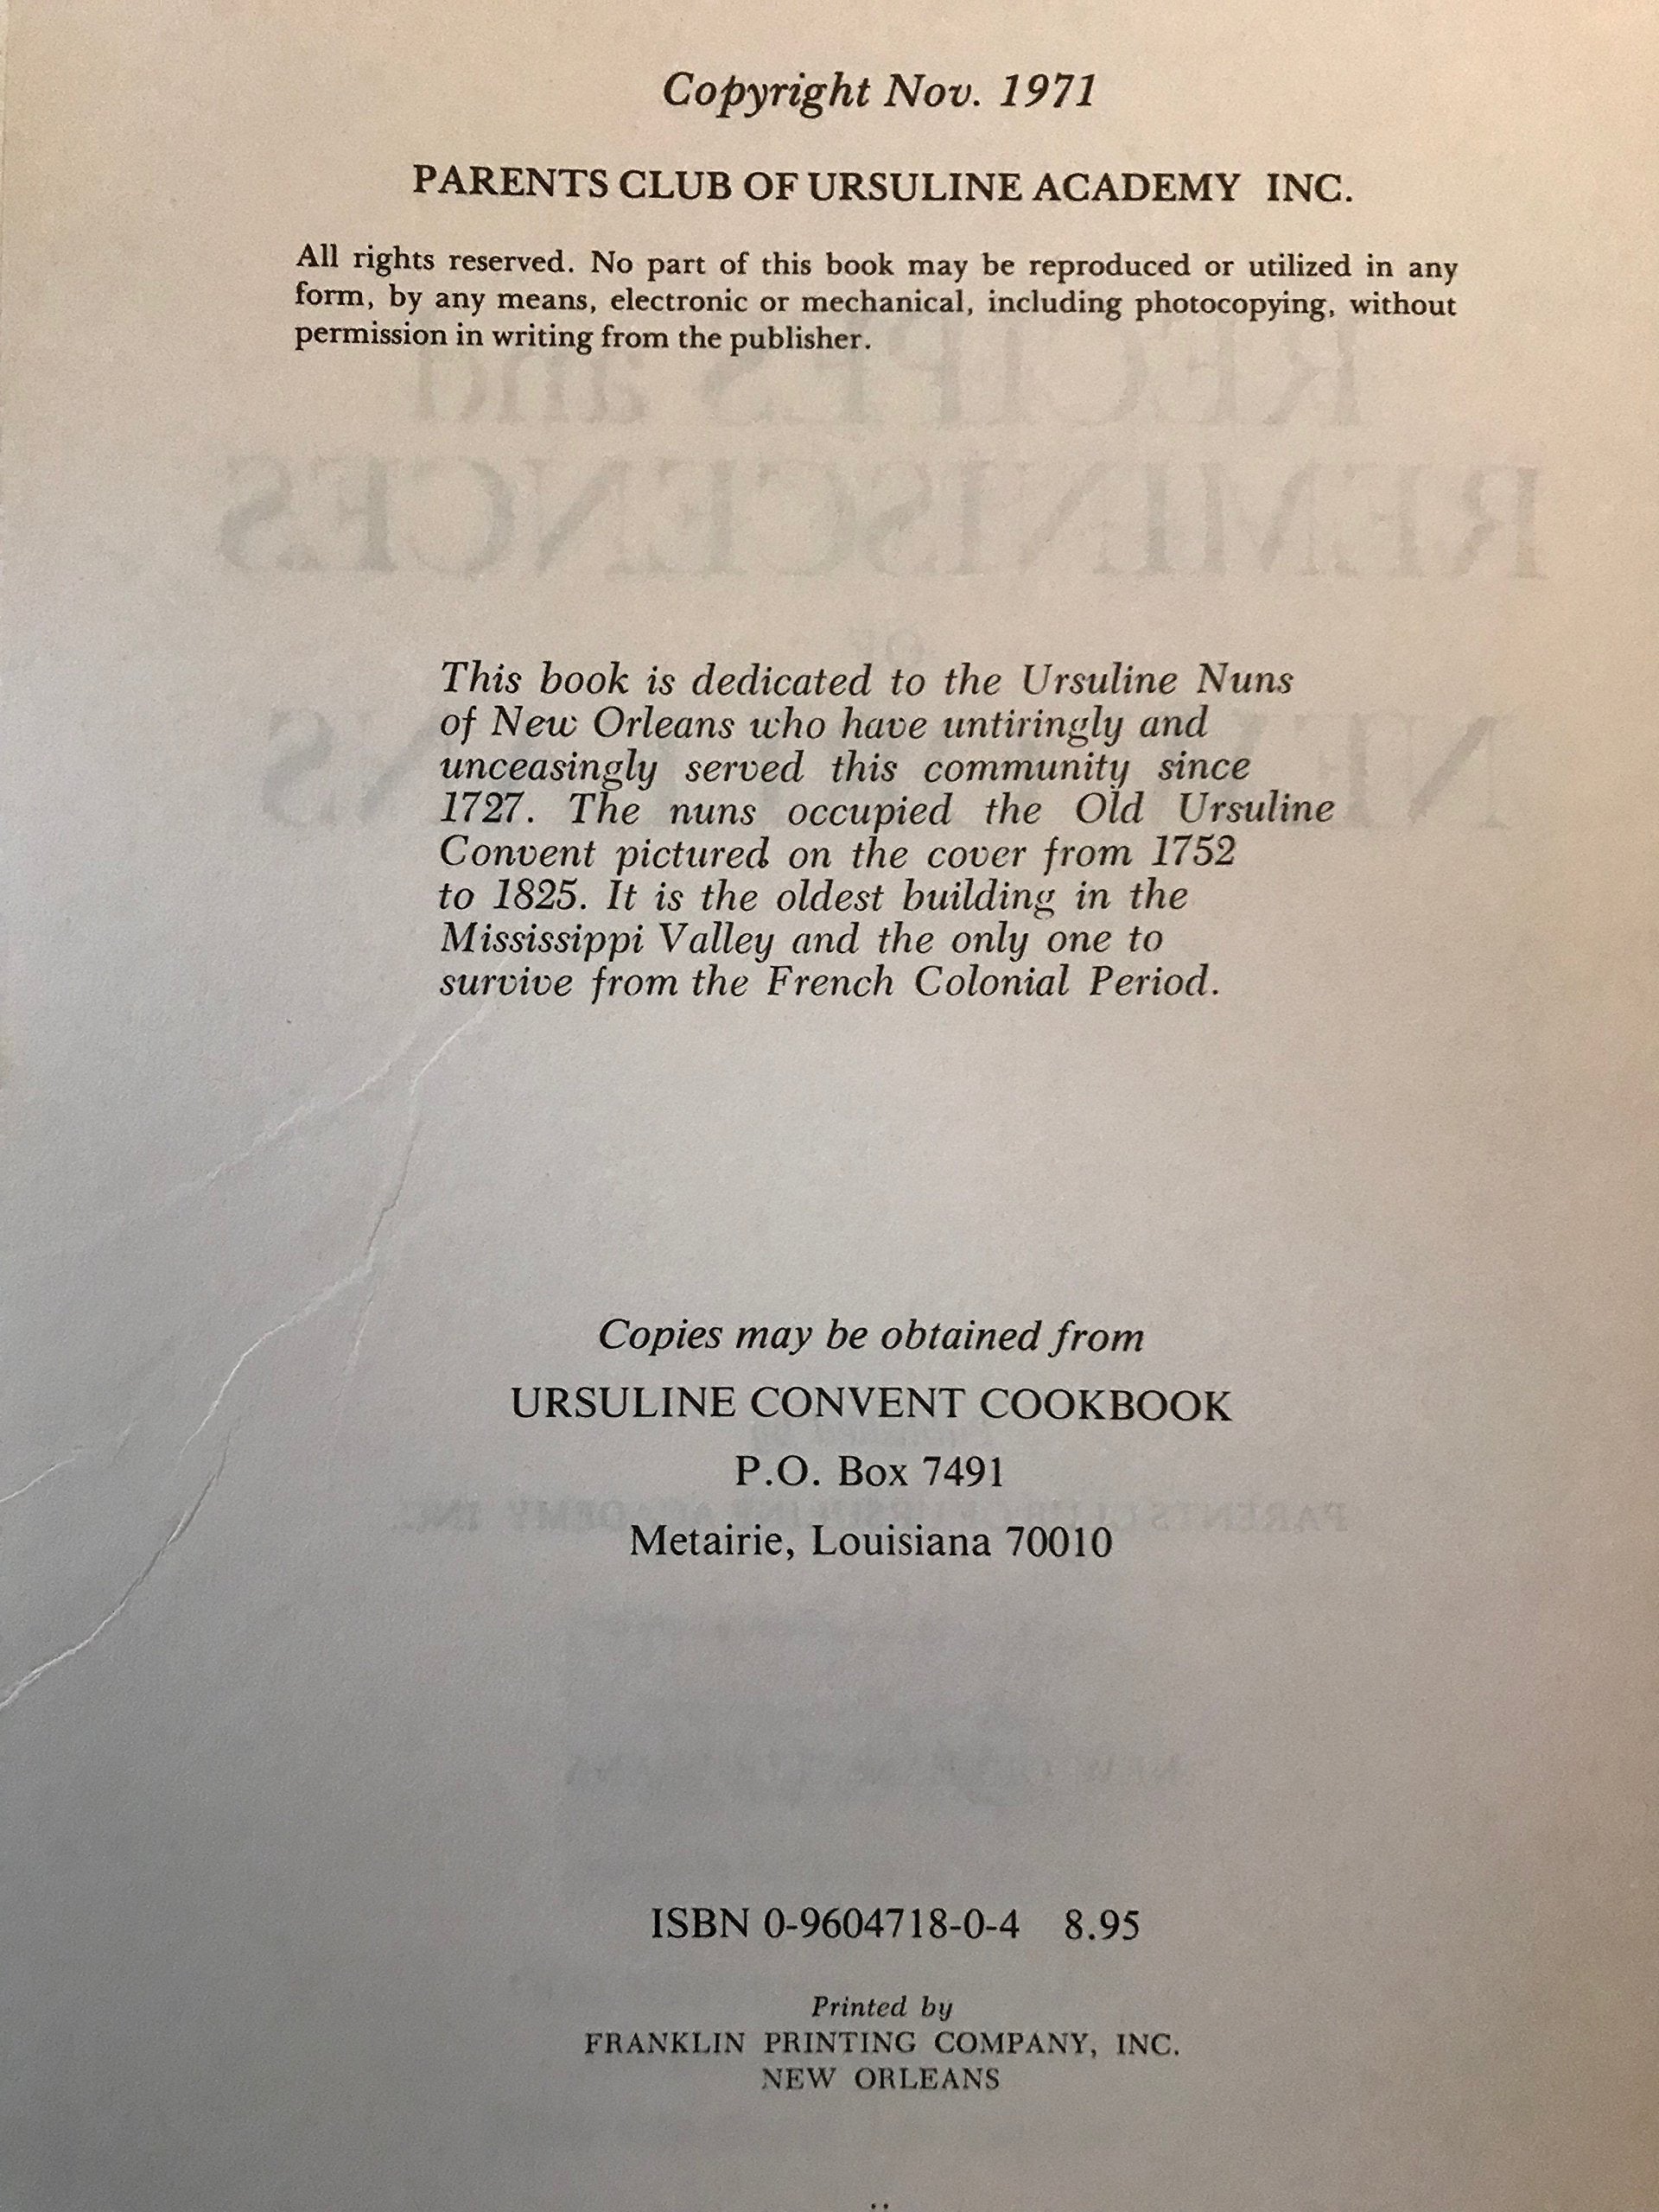 Copyright Nov. 1971
PARENTS CLUB OF URSULINE ACADEMY INC.
All rights reserved. No part of this book may be reproduced or utilized in any
form, by any means, electronic or mechanical, including photocopying, without
permission in writing from the publisher.
This book is dedicated to the Ursuline Nuns
of New Orleans who have untiringly and
unceasingly served this community since
1727. The nuns occupied the Old Ursuline
Convent pictured on the cover from 1752
to 1825. It is the oldest building in the
Mississippi Valley and the only one to
survive from the French Colonial Period.
Copies may be obtained from
URSULINE CONVENT COOKBOOK
P.O. Box 7491
Metairie, Louisiana 70010
ISBN 0-9604718-0-4 8.95
Printed by
FRANKLIN PRINTING COMPANY, INC.
NEW ORLEANS